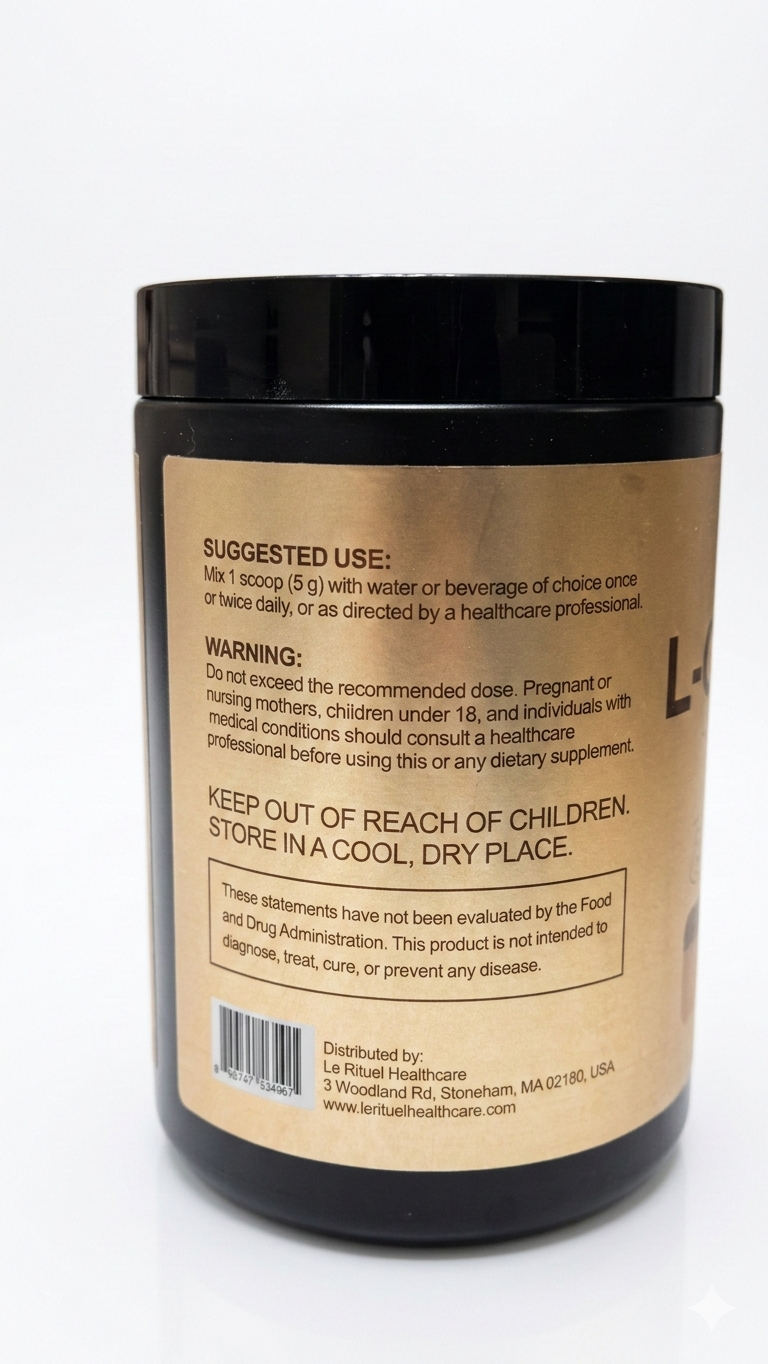 SUGGESTED USE:
Mix 1 scoop (5 g) with water or beverage of choice once
or twice daily, or as directed by a healthcare professional.
WARNING:
Do not exceed the recommended dose. Pregnant or
nursing mothers, children under 18, and individuals with
medical conditions should consult a healthcare
professional before using this or any dietary supplement.
KEEP OUT OF REACH OF CHILDREN.
STORE IN A COOL, DRY PLACE.
These statements have not been evaluated by the Food
and Drug Administration. This product is not intended to
diagnose, treat, cure, or prevent any disease.
Distributed by:
Le Rituel Healthcare
3 Woodland Rd, Stoneham, MA 02180, USA
www.lerituelhealthcare.com
L-